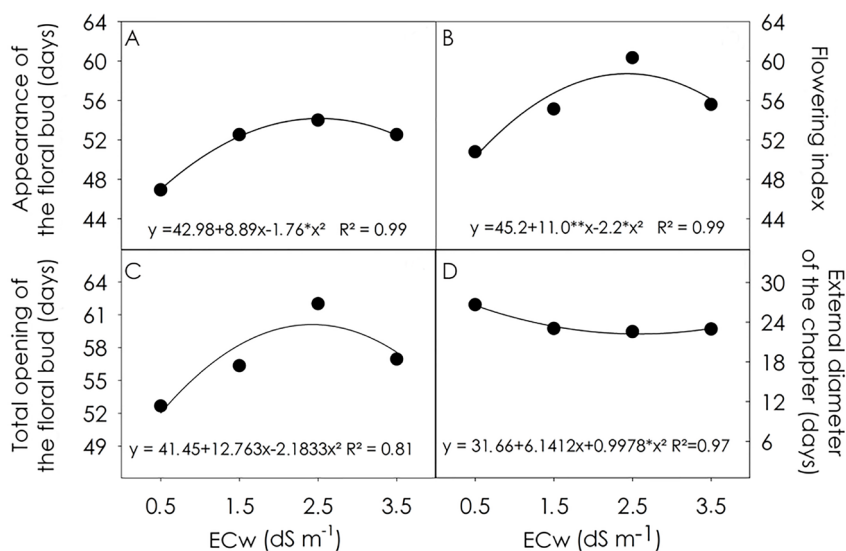 A
B
Appearance of
the floral bud (days)
64
60
56
52
48
44
y =42.98+8.89x-1.76*x² R² = 0.99
y =45.2+11.0**x-2.2*x² R² = 0.99
64
60
56
52
48
44
Flowering index
C
D
Total opening of
the floral bud (days)
64
61
58
55
52
49
y = 41.45+12.763x-2.1833x² R² = 0.81
y = 31.66+6.1412x+0.9978*x² R²=0.97
30
24
18
12
6
External diameter
of the chapter (days)
0.5 1.5 2.5 3.5
0.5 1.5 2.5 3.5
ECw (dS m⁻¹)
ECw (dS m⁻¹)